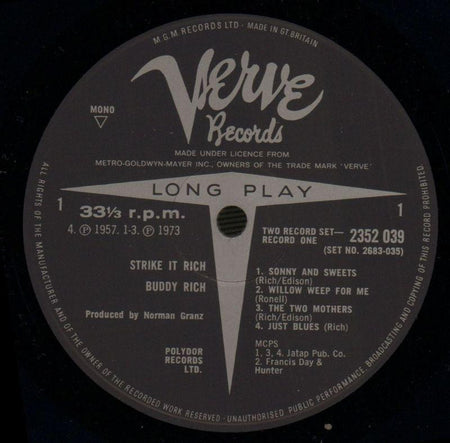 M.G.M. RECORDS LTD · MADE IN GT. BRITAIN
Verve
Records
MONO
MADE UNDER LICENCE FROM
METRO-GOLDWYN-MAYER INC., OWNERS OF THE TRADE MARK 'VERVE'
LONG PLAY
1
33⅓ r.p.m.
4. ℗ 1957. 1-3. ℗ 1973
STRIKE IT RICH
BUDDY RICH
Produced by Norman Granz
POLYDOR
RECORDS
LTD.
1
TWO RECORD SET—
RECORD ONE
2352 039
(SET NO. 2683-035)
1. SONNY AND SWEETS
(Rich/Edison)
2. WILLOW WEEP FOR ME
(Ronell)
3. THE TWO MOTHERS
(Rich/Edison)
4. JUST BLUES (Rich)
MCPS
1. 3, 4. Jatap Pub. Co.
2. Francis Day &
Hunter
ALL RIGHTS OF THE MANUFACTURER AND OF THE OWNER OF THE RECORDED WORK RESERVED · UNAUTHORISED PUBLIC PERFORMANCE, BROADCASTING AND COPYING OF THIS RECORD PROHIBITED.